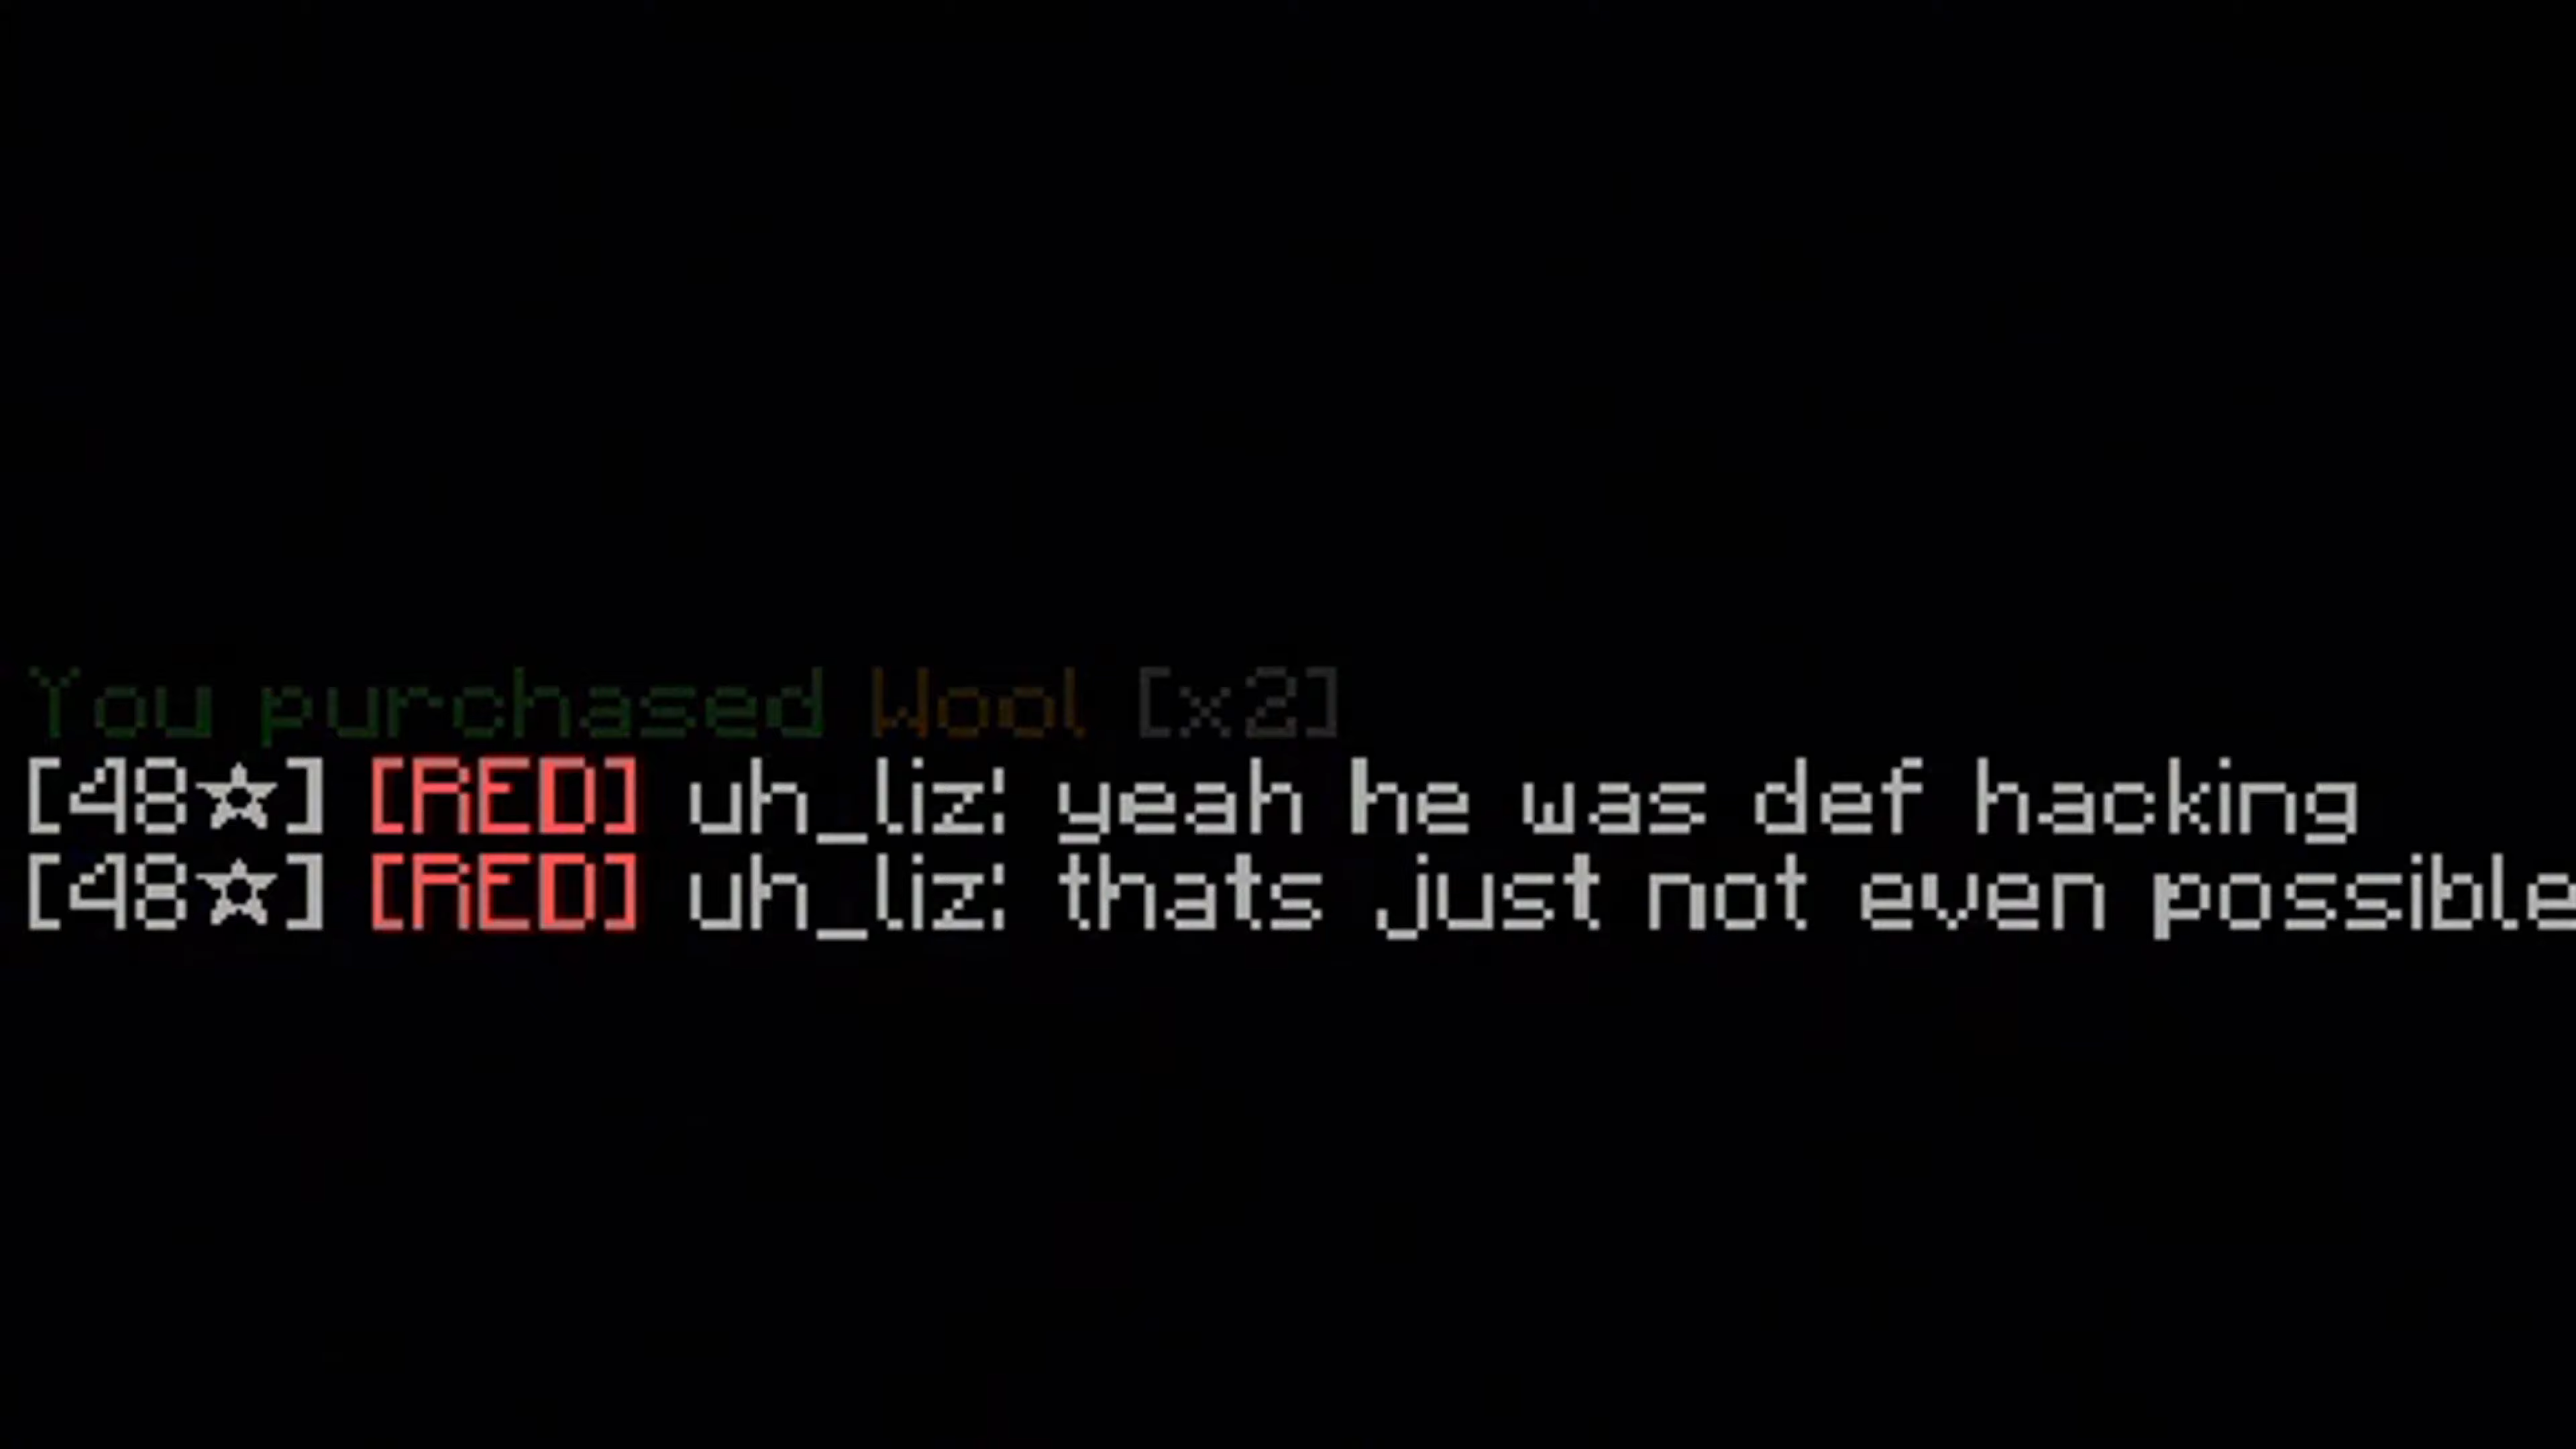 You purchased Wool [x2]
[48✫] [RED] uh_liz: yeah he was def hacking
[48✫] [RED] uh_liz: thats just not even possible